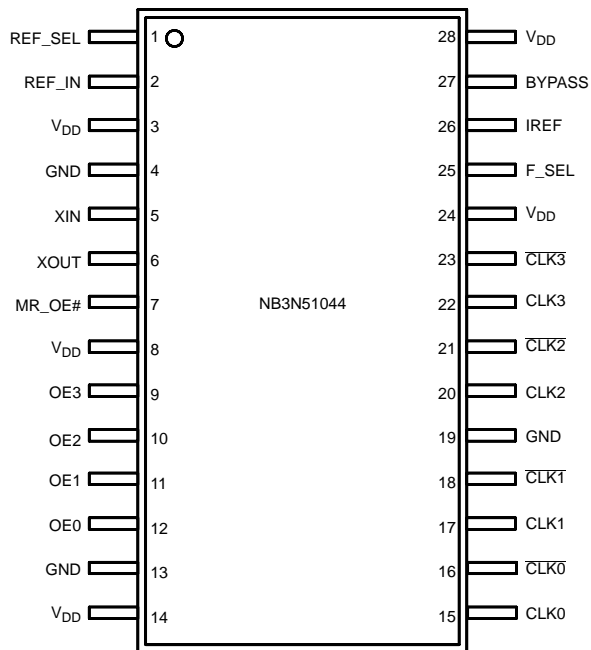 REF_SEL 1 28 VDD
REF_IN 2 27 BYPASS
VDD 3 26 IREF
GND 4 25 F_SEL
XIN 5 24 VDD
XOUT 6 23 CLK3
MR_OE# 7 NB3N51044 22 CLK3
VDD 8 21 CLK2
OE3 9 20 CLK2
OE2 10 19 GND
OE1 11 18 CLK1
OE0 12 17 CLK1
GND 13 16 CLK0
VDD 14 15 CLK0